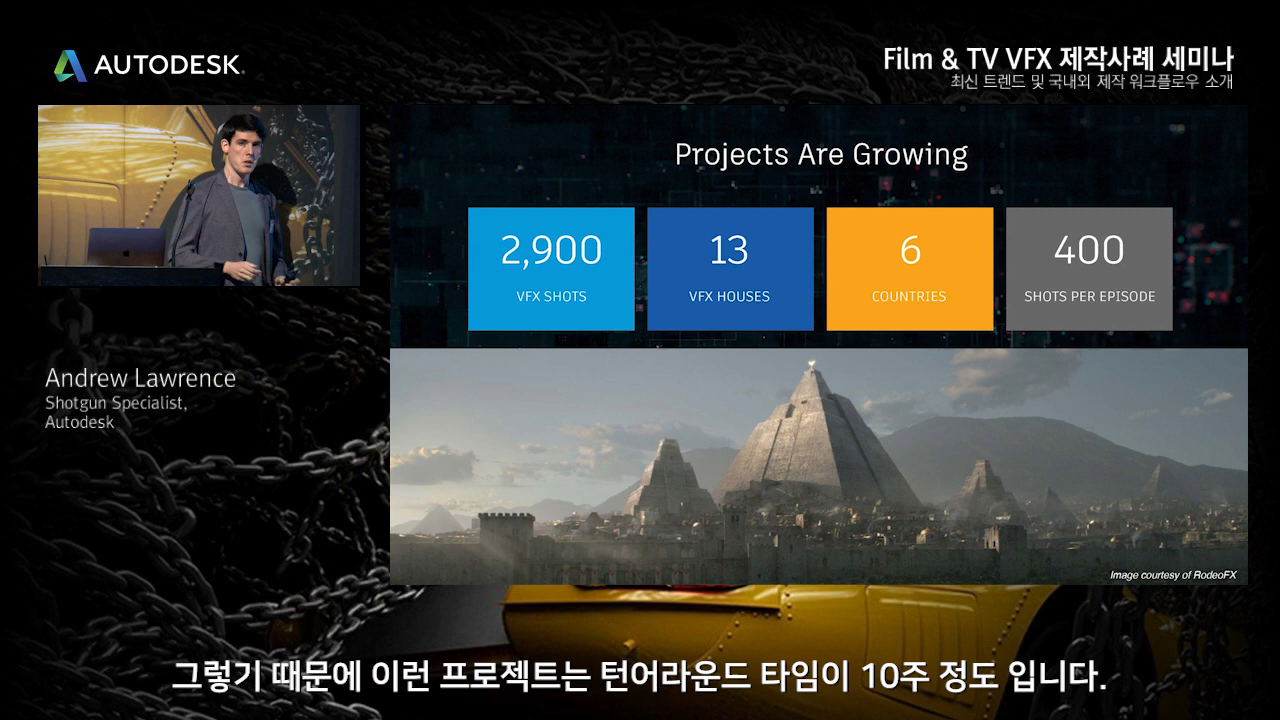 AUTODESK
Film & TV VFX 제작사례 세미나
최신 트렌드 및 국내외 제작 워크플로우 소개
Projects Are Growing
2,900
VFX SHOTS
13
VFX HOUSES
6
COUNTRIES
400
SHOTS PER EPISODE
Andrew Lawrence
Shotgun Specialist,
Autodesk
Image courtesy of RodeoFX
그렇기 때문에 이런 프로젝트는 턴어라운드 타임이 10주 정도 입니다.